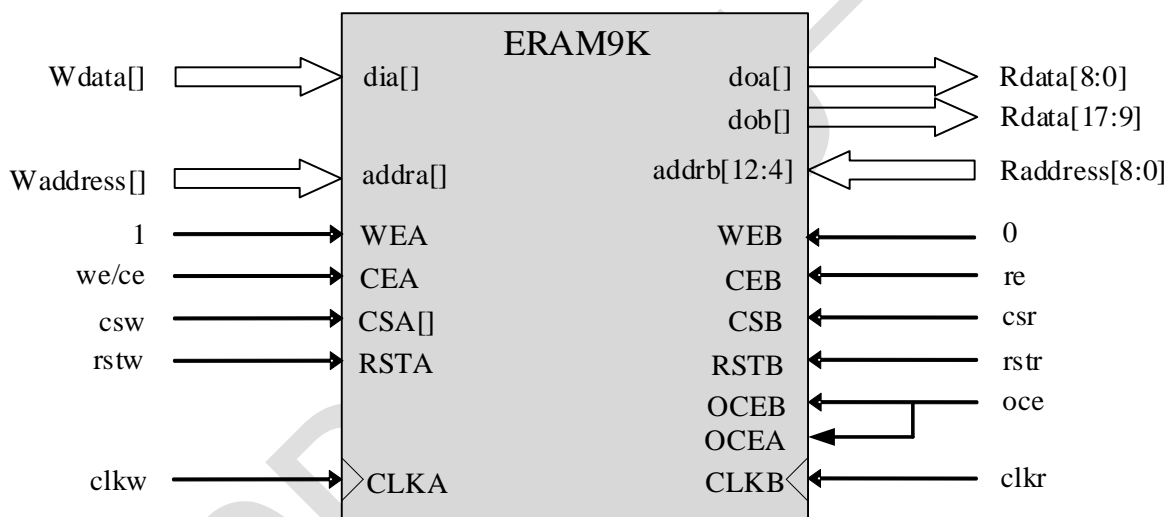 ERAM9K
Wdata[] dia[] doa[] Rdata[8:0]
dob[] Rdata[17:9]
Waddress[] addra[] addrb[12:4] Raddress[8:0]
1 WEA WEB 0
we/ce CEA CEB re
csw CSA[] CSB csr
rstw RSTA RSTB rstr
OCEB oce
OCEA
clkw CLKA CLKB clkr